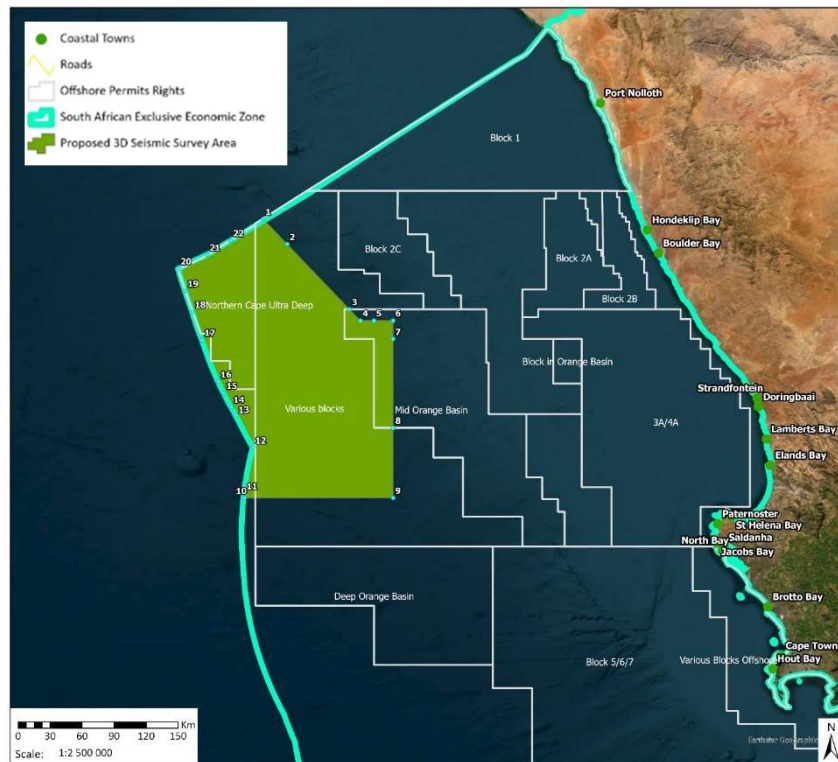 Coastal Towns
Roads
Offshore Permits Rights
South African Exclusive Economic Zone
Proposed 3D Seismic Survey Area
Port Nolloth
Block 1
1
22
2
21
20
Hondeklip Bay
Block 2C
Boulder Bay
Block 2A
19
Block 2B
Northern Cape Ultra Deep
3
18
4
5
6
17
7
Block in Orange Basin
16
15
Strandfontein
Doringbaai
14
Various blocks
Mid Orange Basin
13
8
3A/4A
12
Lamberts Bay
Elands Bay
11
10
9
Paternoster
St Helena Bay
North Bay
Saldanha
Jacobs Bay
Deep Orange Basin
Brotto Bay
Cape Town
Block 5/6/7
Various Blocks Offshore
Hout Bay
0 30 60 90 120 150 Km
Scale: 1:2 500 000
Earthstar Geographics
N